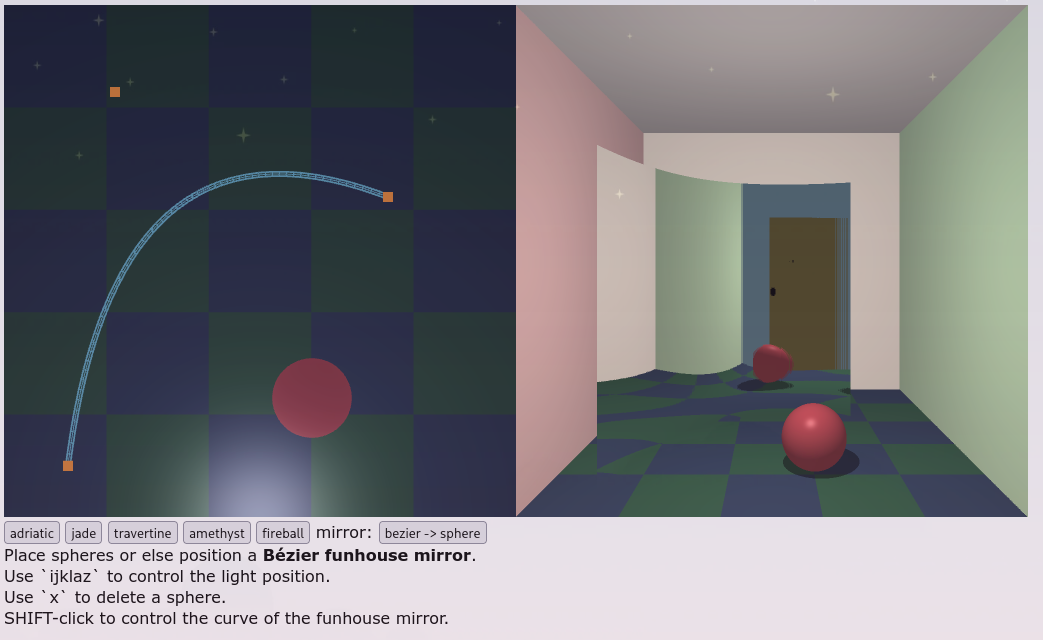 adriatic jade travertine amethyst fireball mirror: bezier -> sphere
Place spheres or else position a Bézier funhouse mirror.
Use `ijklaz` to control the light position.
Use `x` to delete a sphere.
SHIFT-click to control the curve of the funhouse mirror.